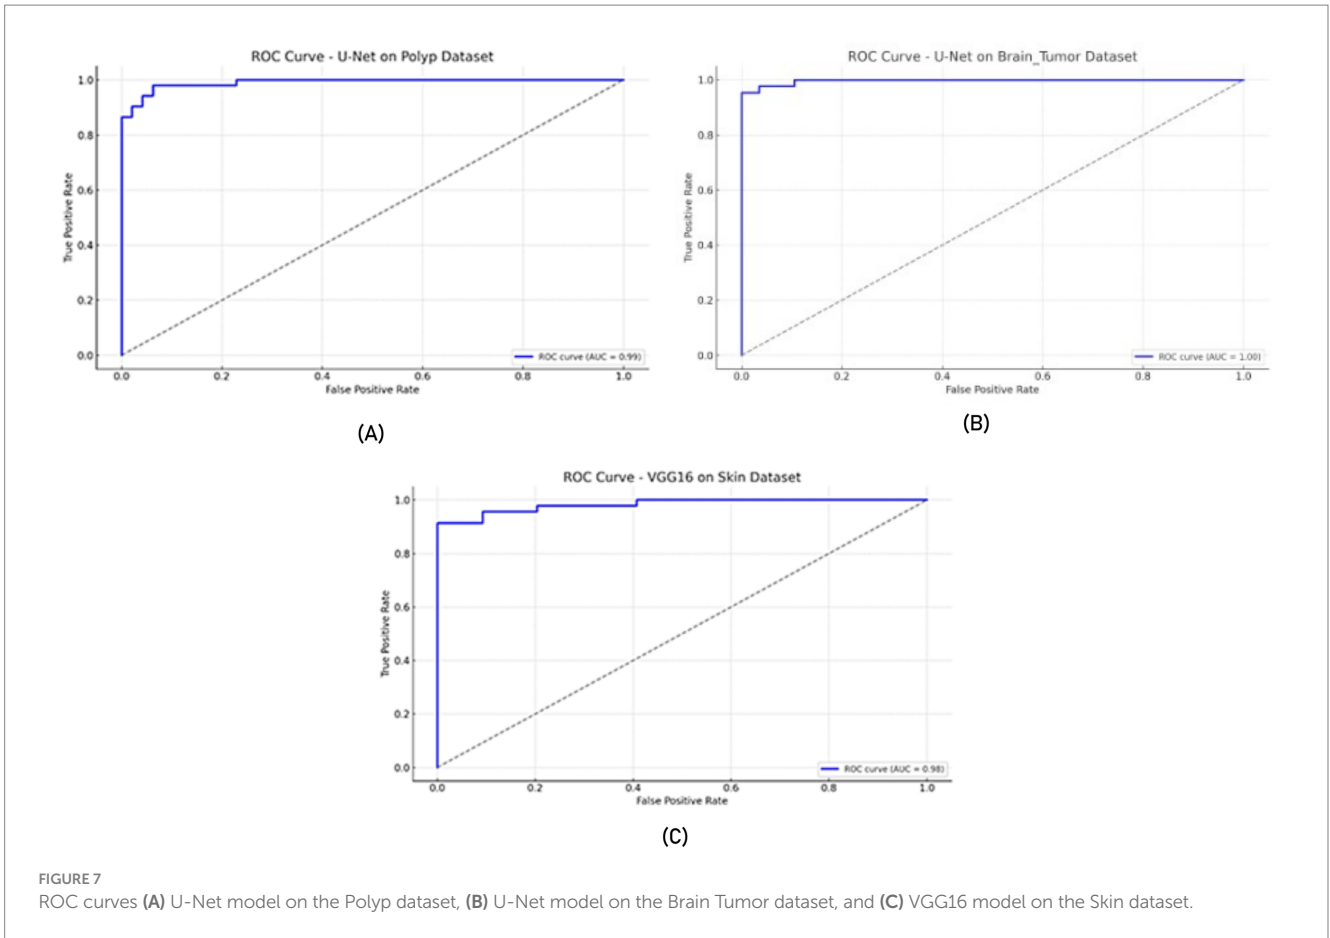 ROC Curve - U-Net on Polyp Dataset
1.0
0.8
0.6
0.4
0.2
0.0
True Positive Rate
ROC curve (AUC = 0.99)
0.0 0.2 0.4 0.6 0.8 1.0
False Positive Rate
(A)
ROC Curve - U-Net on Brain_Tumor Dataset
1.0
0.8
0.6
0.4
0.2
0.0
True Positive Rate
ROC curve (AUC = 1.00)
0.0 0.2 0.4 0.6 0.8 1.0
False Positive Rate
(B)
ROC Curve - VGG16 on Skin Dataset
1.0
0.8
0.6
0.4
0.2
0.0
True Positive Rate
ROC curve (AUC = 0.98)
0.0 0.2 0.4 0.6 0.8 1.0
False Positive Rate
(C)
FIGURE 7
ROC curves (A) U-Net model on the Polyp dataset, (B) U-Net model on the Brain Tumor dataset, and (C) VGG16 model on the Skin dataset.